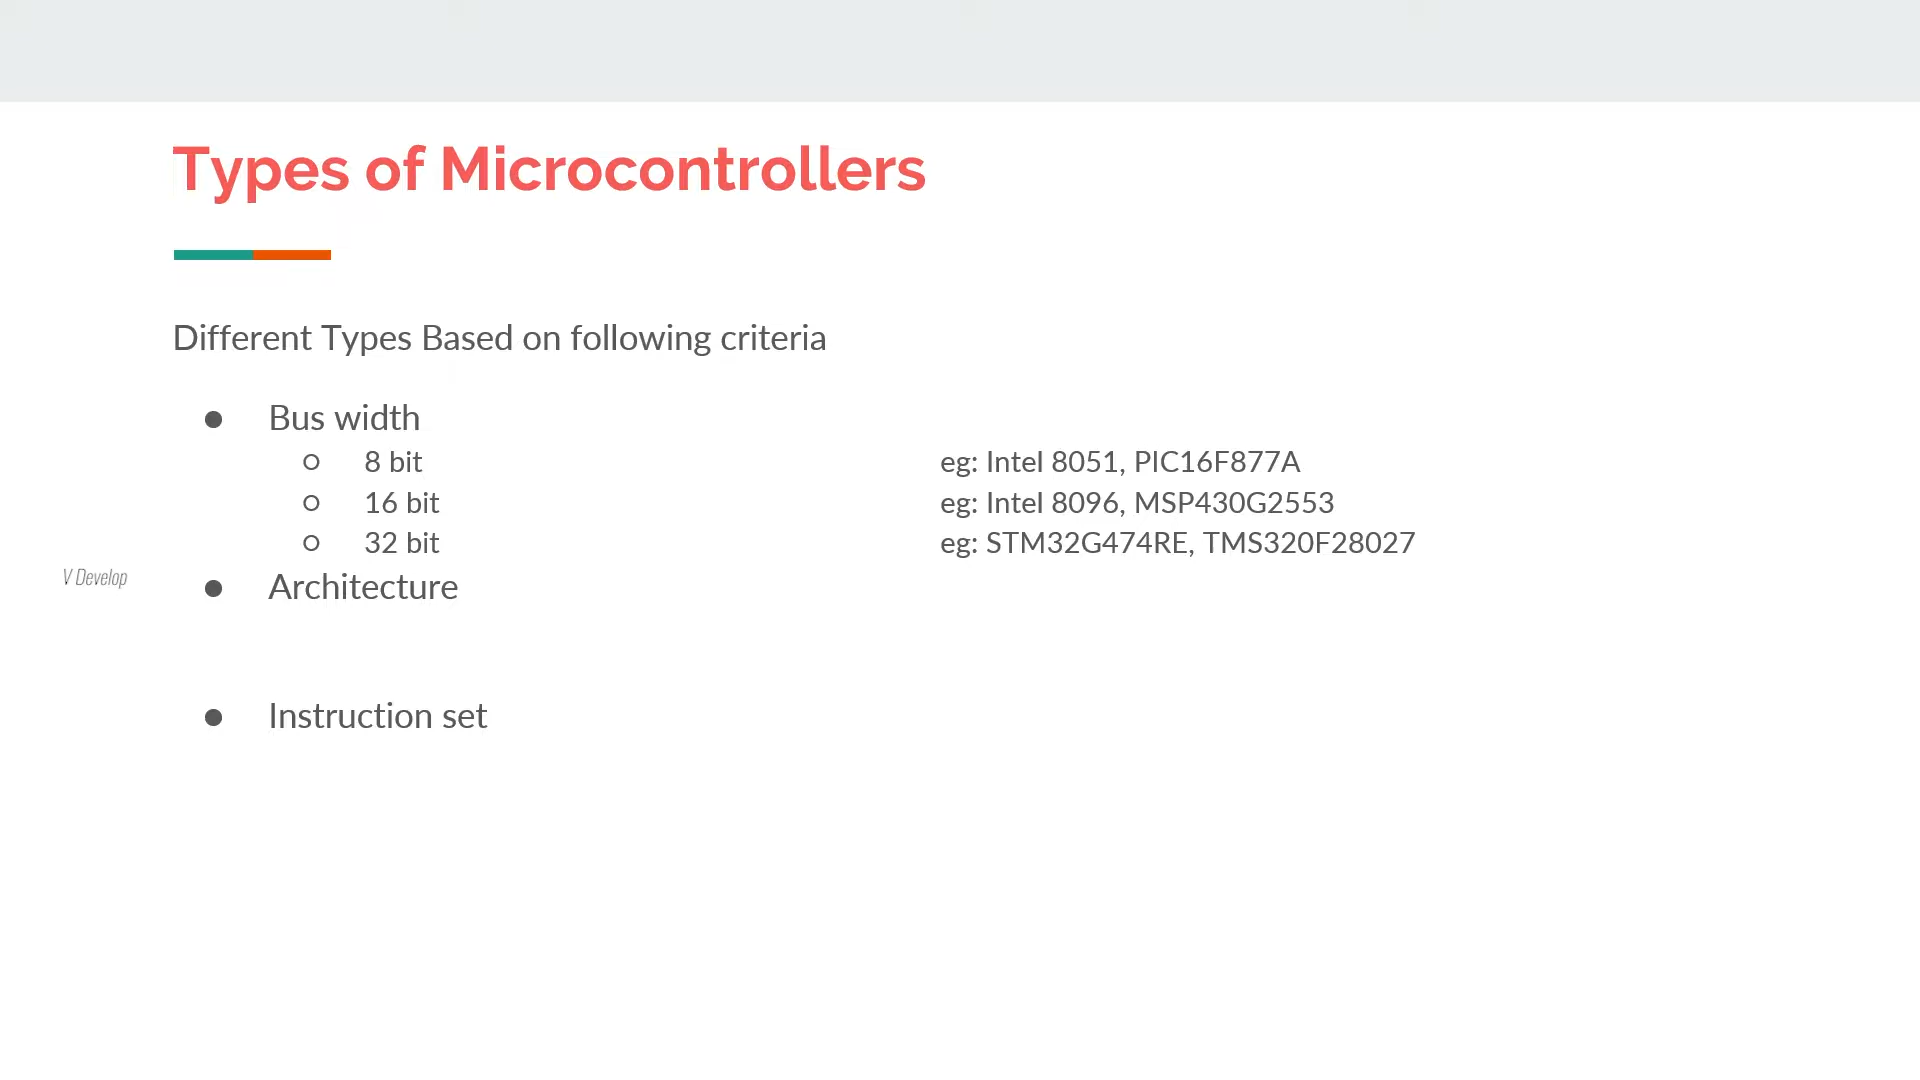 Types of Microcontrollers
Different Types Based on following criteria
● Bus width
○ 8 bit eg: Intel 8051, PIC16F877A
○ 16 bit eg: Intel 8096, MSP430G2553
○ 32 bit eg: STM32G474RE, TMS320F28027
V Develop
● Architecture
● Instruction set